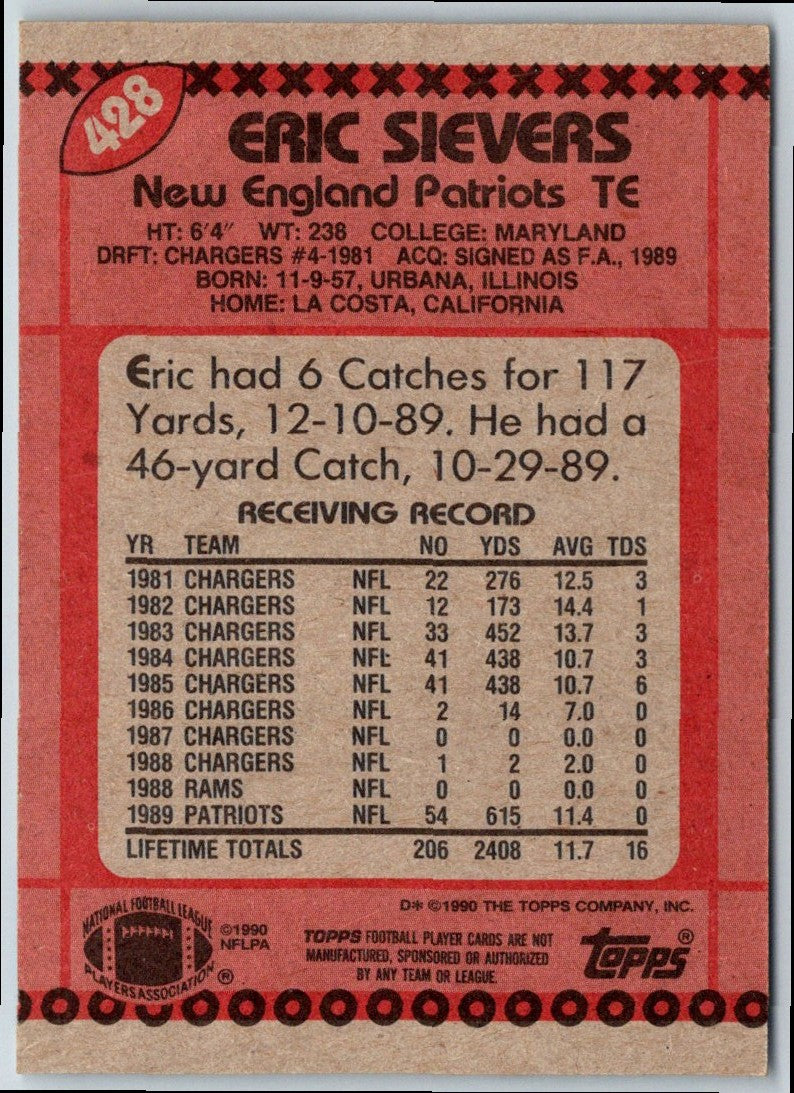 428
ERIC SIEVERS
New England Patriots TE
HT: 6'4" WT: 238 COLLEGE: MARYLAND
DRFT: CHARGERS #4-1981 ACQ: SIGNED AS F.A., 1989
BORN: 11-9-57, URBANA, ILLINOIS
HOME: LA COSTA, CALIFORNIA
Eric had 6 Catches for 117
Yards, 12-10-89. He had a
46-yard Catch, 10-29-89.
RECEIVING RECORD
YR TEAM NO YDS AVG TDS
1981 CHARGERS NFL 22 276 12.5 3
1982 CHARGERS NFL 12 173 14.4 1
1983 CHARGERS NFL 33 452 13.7 3
1984 CHARGERS NFL 41 438 10.7 3
1985 CHARGERS NFL 41 438 10.7 6
1986 CHARGERS NFL 2 14 7.0 0
1987 CHARGERS NFL 0 0 0.0 0
1988 CHARGERS NFL 1 2 2.0 0
1988 RAMS NFL 0 0 0.0 0
1989 PATRIOTS NFL 54 615 11.4 0
LIFETIME TOTALS 206 2408 11.7 16
D* ©1990 THE TOPPS COMPANY, INC.
NATIONAL FOOTBALL LEAGUE
PLAYERS ASSOCIATION ®
©1990
NFLPA
TOPPS FOOTBALL PLAYER CARDS ARE NOT
MANUFACTURED, SPONSORED OR AUTHORIZED
BY ANY TEAM OR LEAGUE.
topps®